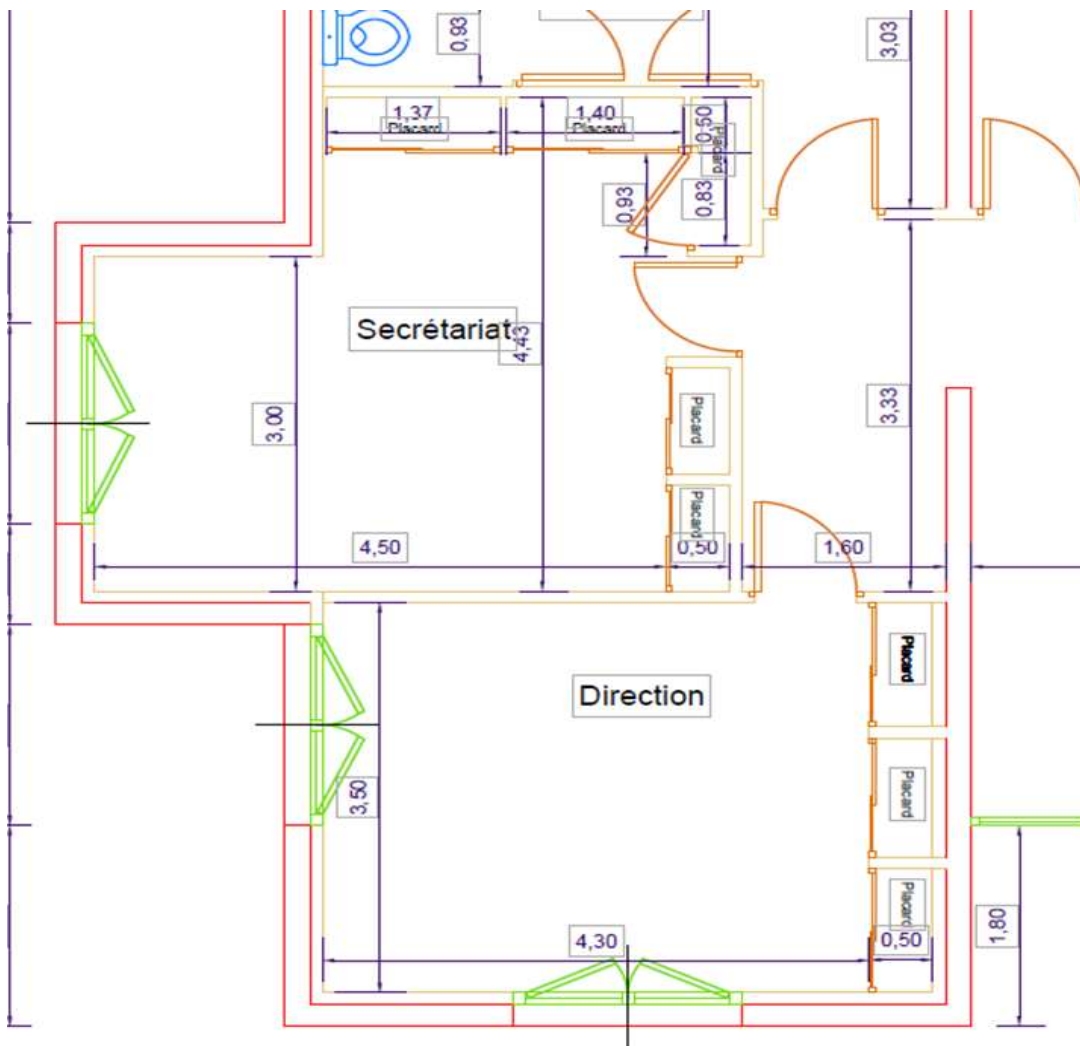 0,93
3,03
1,37
Placard
1,40
Placard
0,50
Placard
0,93
0,83
Secrétariat
4,43
3,00
Placard
3,33
Placard
4,50
0,50
1,60
Placard
Direction
3,50
Placard
Placard
4,30
0,50
1,80